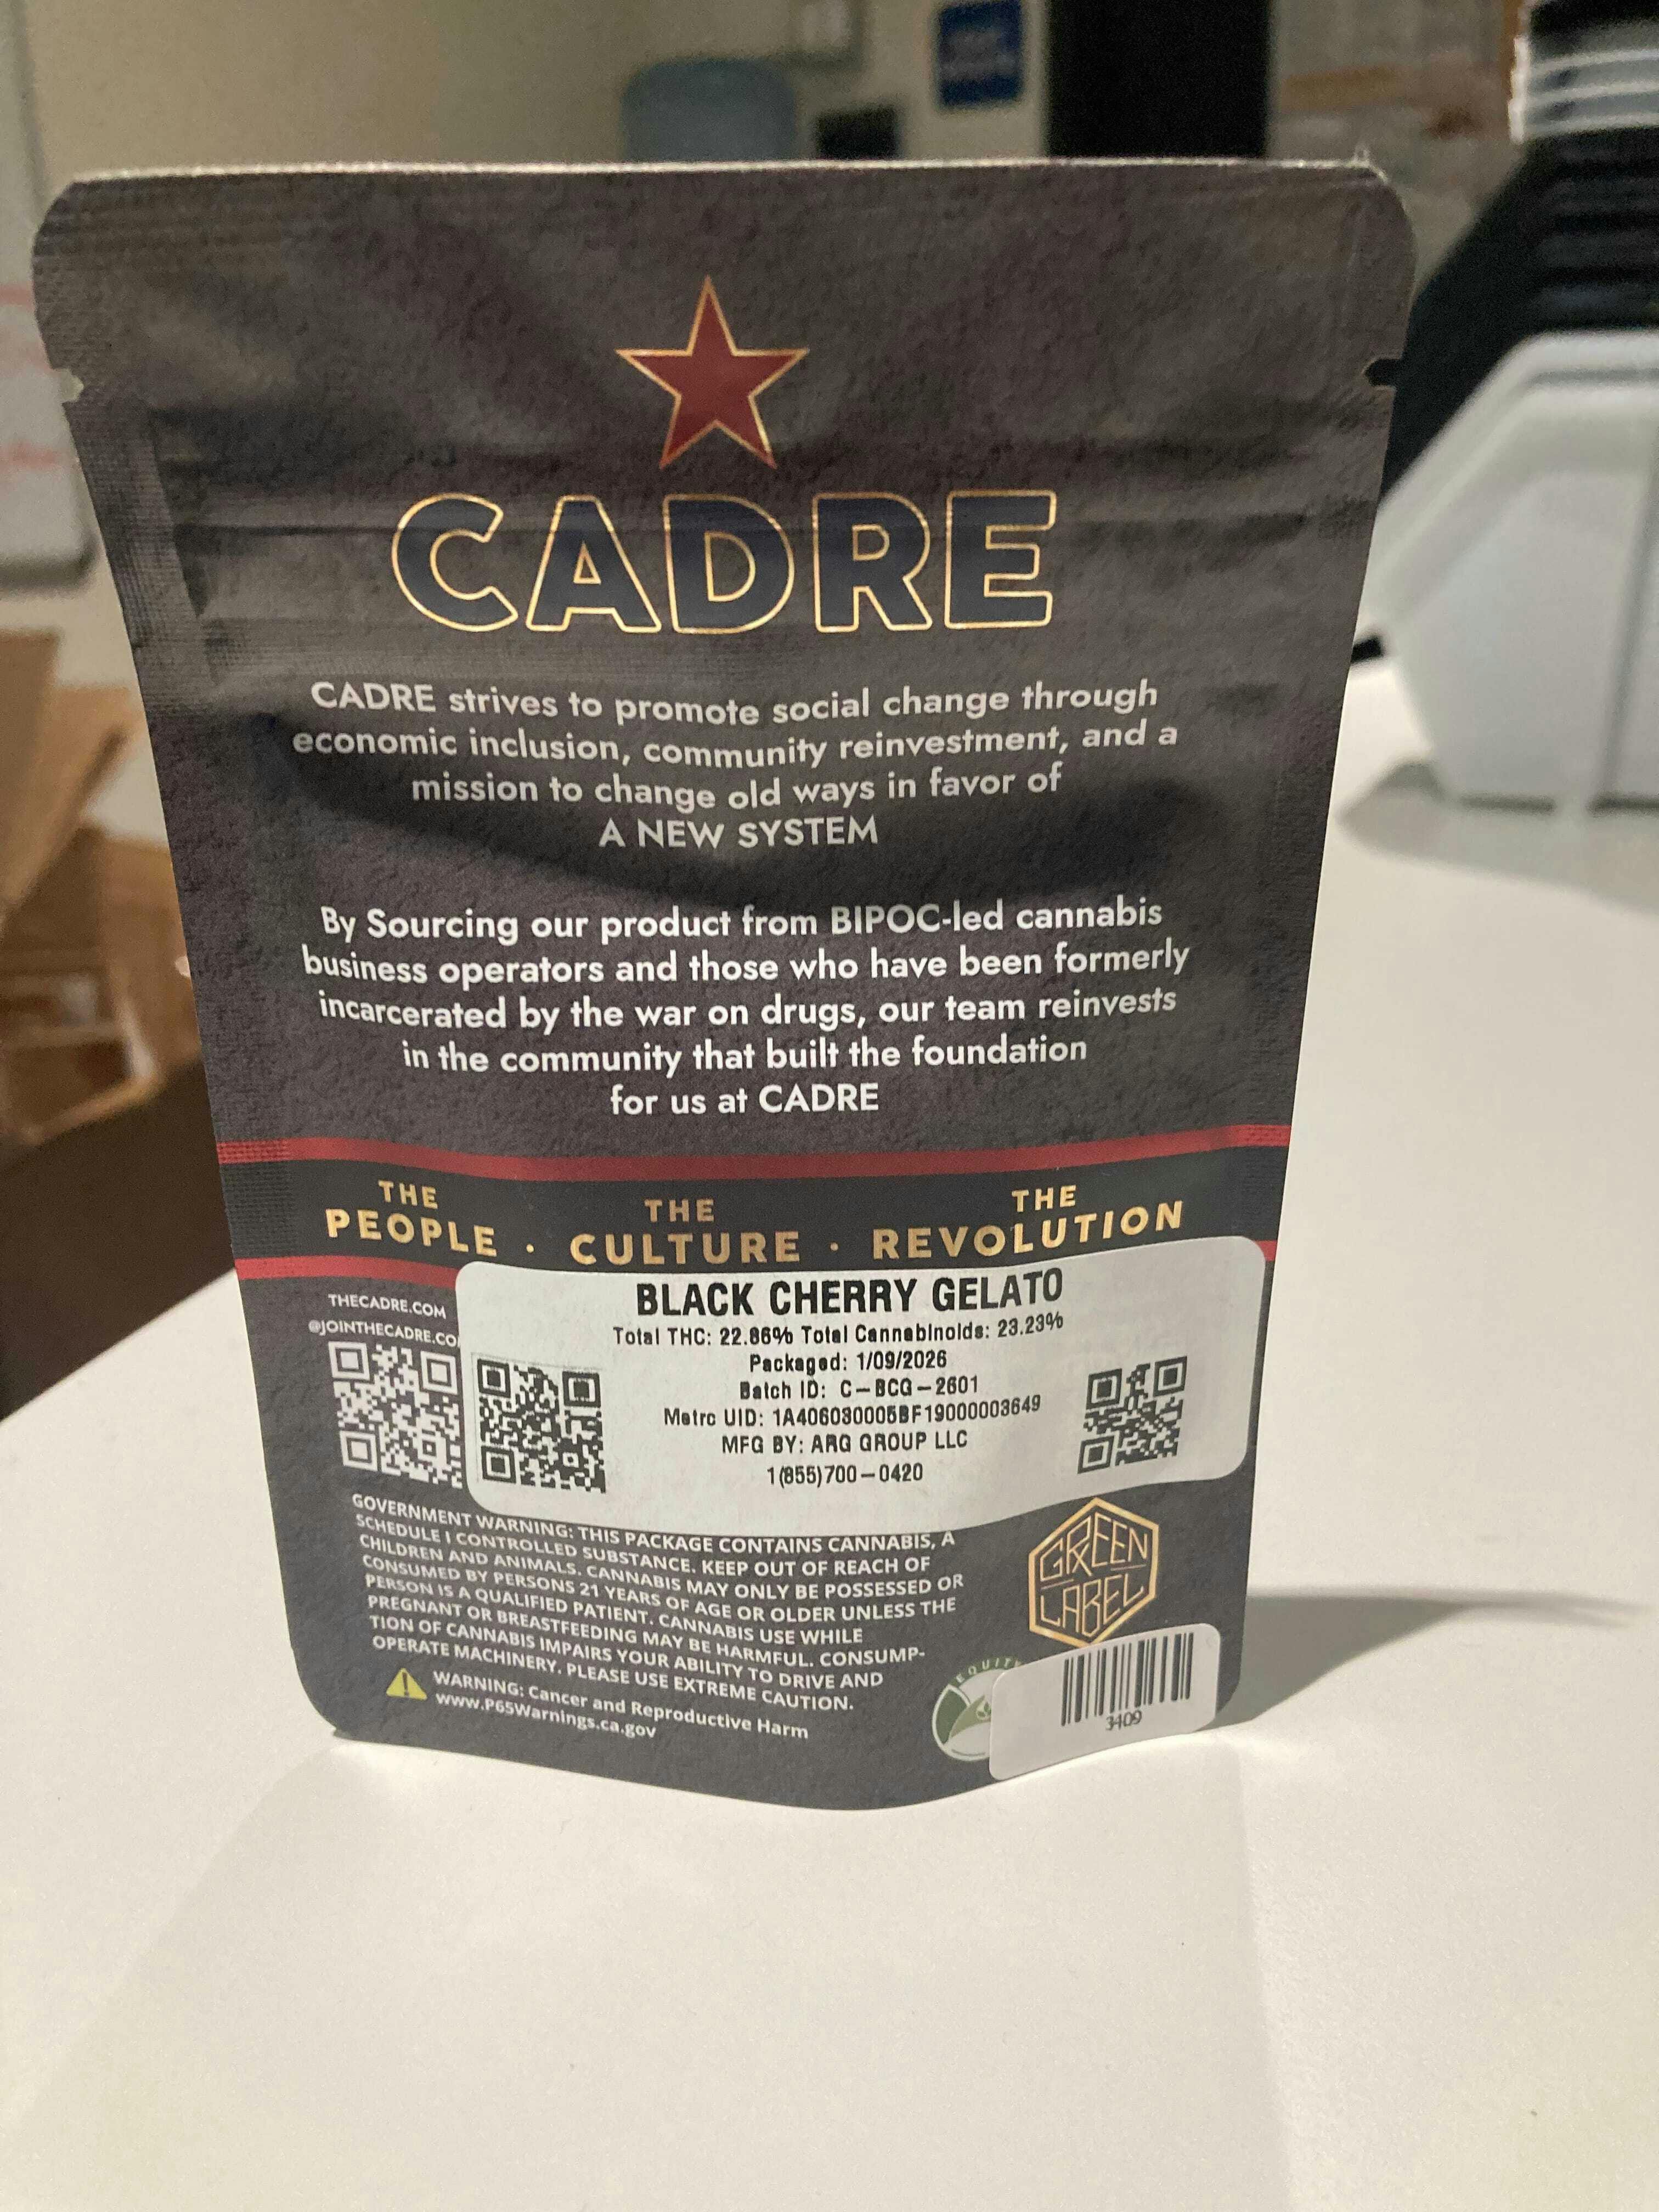 CADRE
CADRE strives to promote social change through
economic inclusion, community reinvestment, and a
mission to change old ways in favor of
A NEW SYSTEM
By Sourcing our product from BIPOC-led cannabis
business operators and those who have been formerly
incarcerated by the war on drugs, our team reinvests
in the community that built the foundation
for us at CADRE
THE PEOPLE · THE CULTURE · THE REVOLUTION
THECADRE.COM
@JOINTHECADRE.CO
BLACK CHERRY GELATO
Total THC: 22.86% Total Cannabinoids: 23.23%
Packaged: 1/09/2026
Batch ID: C-BCG-2601
Metrc UID: 1A406030005BF19000003649
MFG BY: ARG GROUP LLC
1(855)700-0420
GOVERNMENT WARNING: THIS PACKAGE CONTAINS CANNABIS, A
SCHEDULE I CONTROLLED SUBSTANCE. KEEP OUT OF REACH OF
CHILDREN AND ANIMALS. CANNABIS MAY ONLY BE POSSESSED OR
CONSUMED BY PERSONS 21 YEARS OF AGE OR OLDER UNLESS THE
PERSON IS A QUALIFIED PATIENT. CANNABIS USE WHILE
PREGNANT OR BREASTFEEDING MAY BE HARMFUL. CONSUMP-
TION OF CANNABIS IMPAIRS YOUR ABILITY TO DRIVE AND
OPERATE MACHINERY. PLEASE USE EXTREME CAUTION.
WARNING: Cancer and Reproductive Harm
www.P65Warnings.ca.gov
GREEN
LABEL
EQUITY
3409